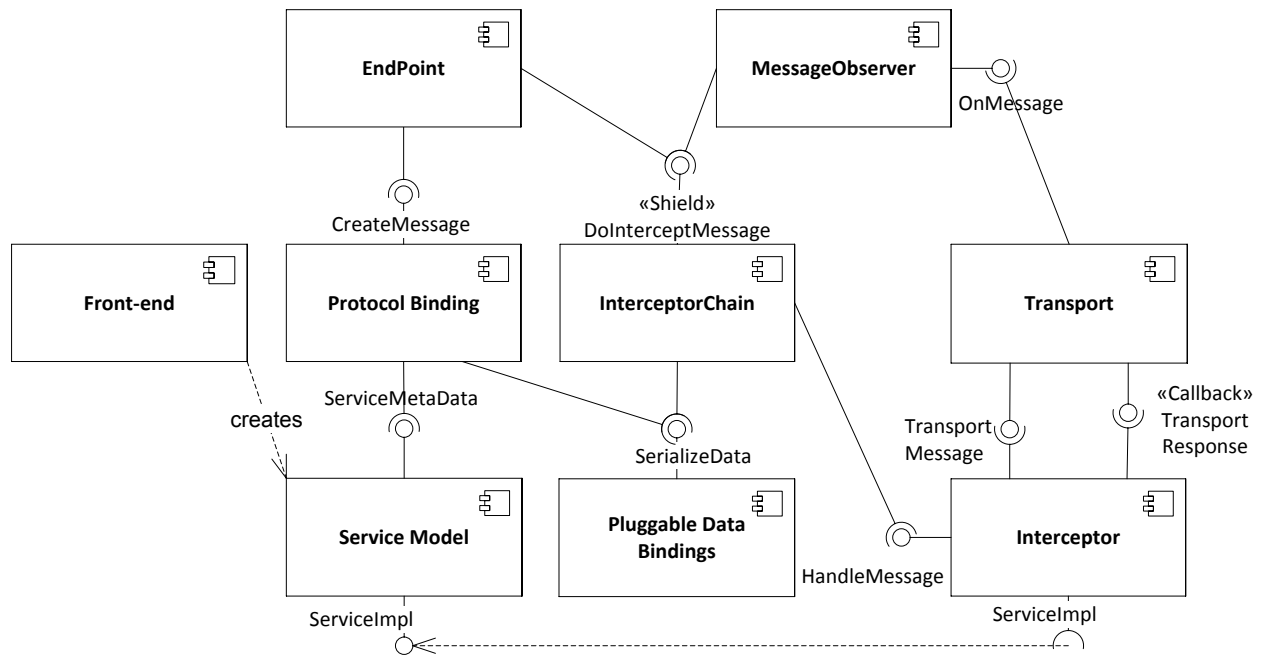 EndPoint
MessageObserver
OnMessage
«Shield»
DoInterceptMessage
CreateMessage
Front-end
Protocol Binding
InterceptorChain
Transport
creates
ServiceMetaData
SerializeData
Transport
Message
«Callback»
Transport
Response
Service Model
Pluggable Data
Bindings
Interceptor
HandleMessage
ServiceImpl
ServiceImpl